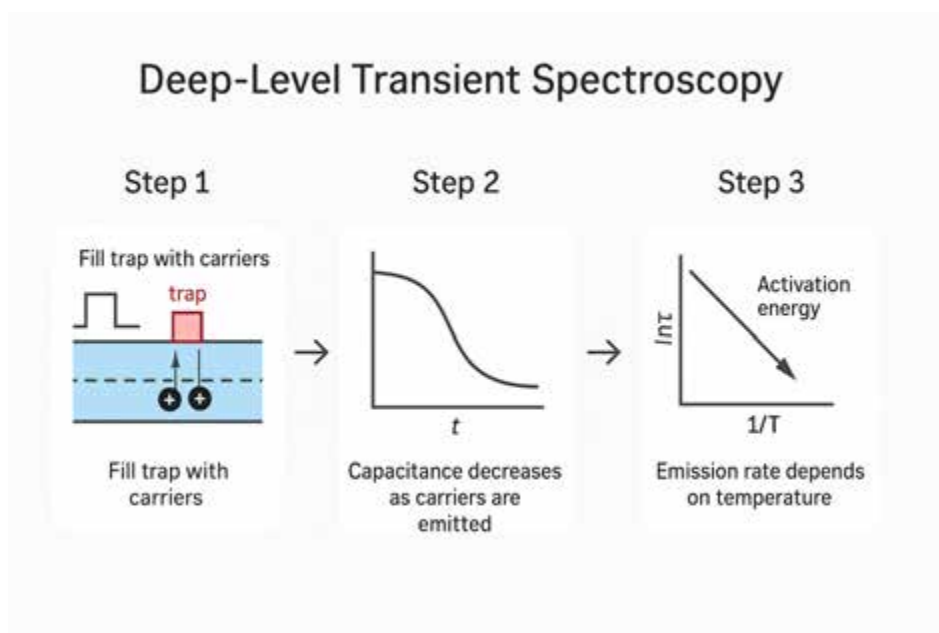 Deep-Level Transient Spectroscopy
Step 1
Fill trap with carriers
trap
+ +
Fill trap with
carriers
Step 2
t
Capacitance decreases
as carriers are
emitted
Step 3
Activation
energy
lnτ
1/T
Emission rate depends
on temperature